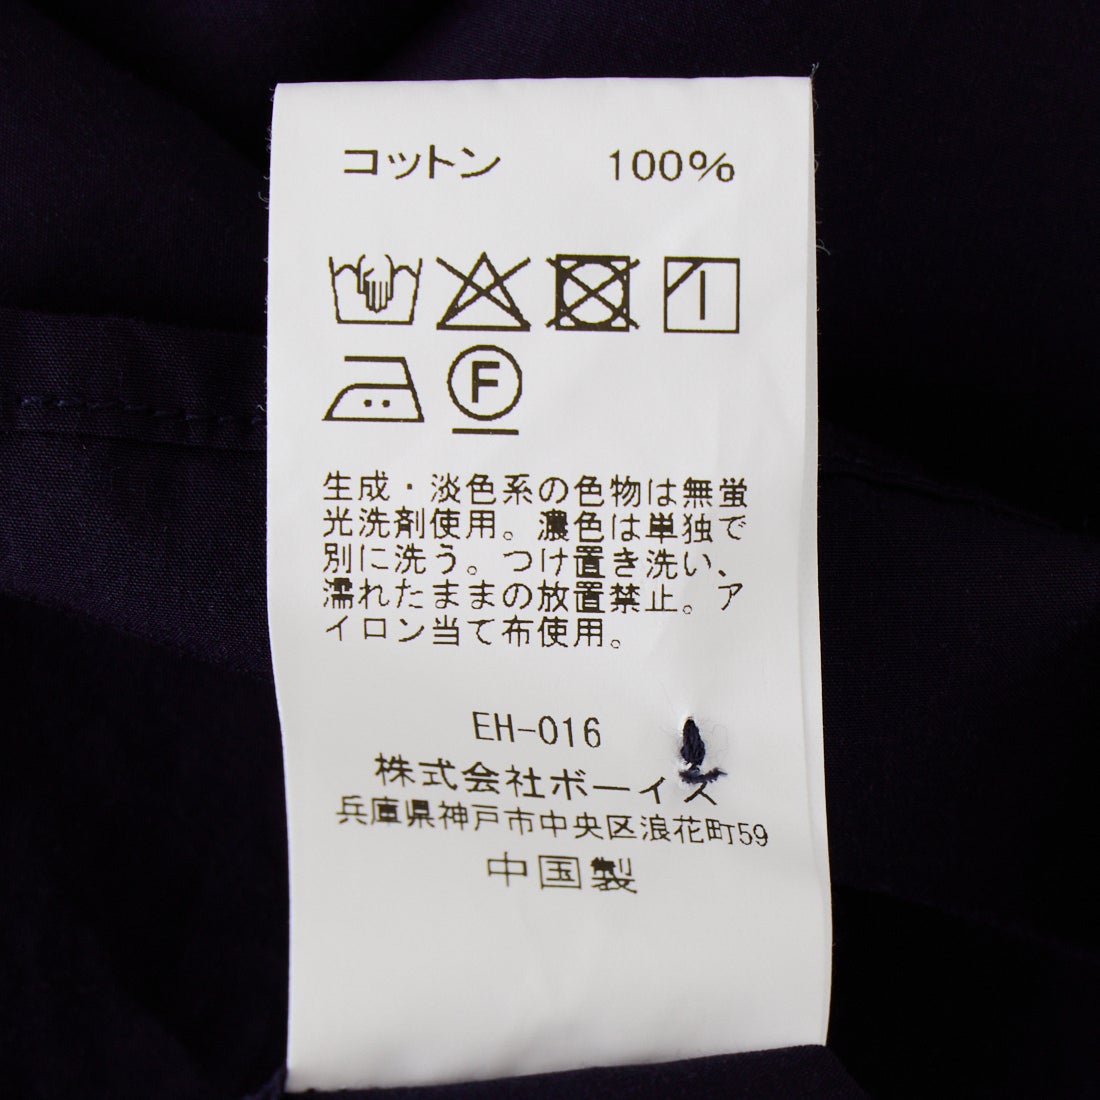 コットン 100%
F
生成・淡色系の色物は無蛍
光洗剤使用。濃色は単独で
別に洗う。つけ置き洗い、
濡れたままの放置禁止。ア
イロン当て布使用。
EH-016
株式会社ボーイズ
兵庫県神戸市中央区浪花町59
中国製